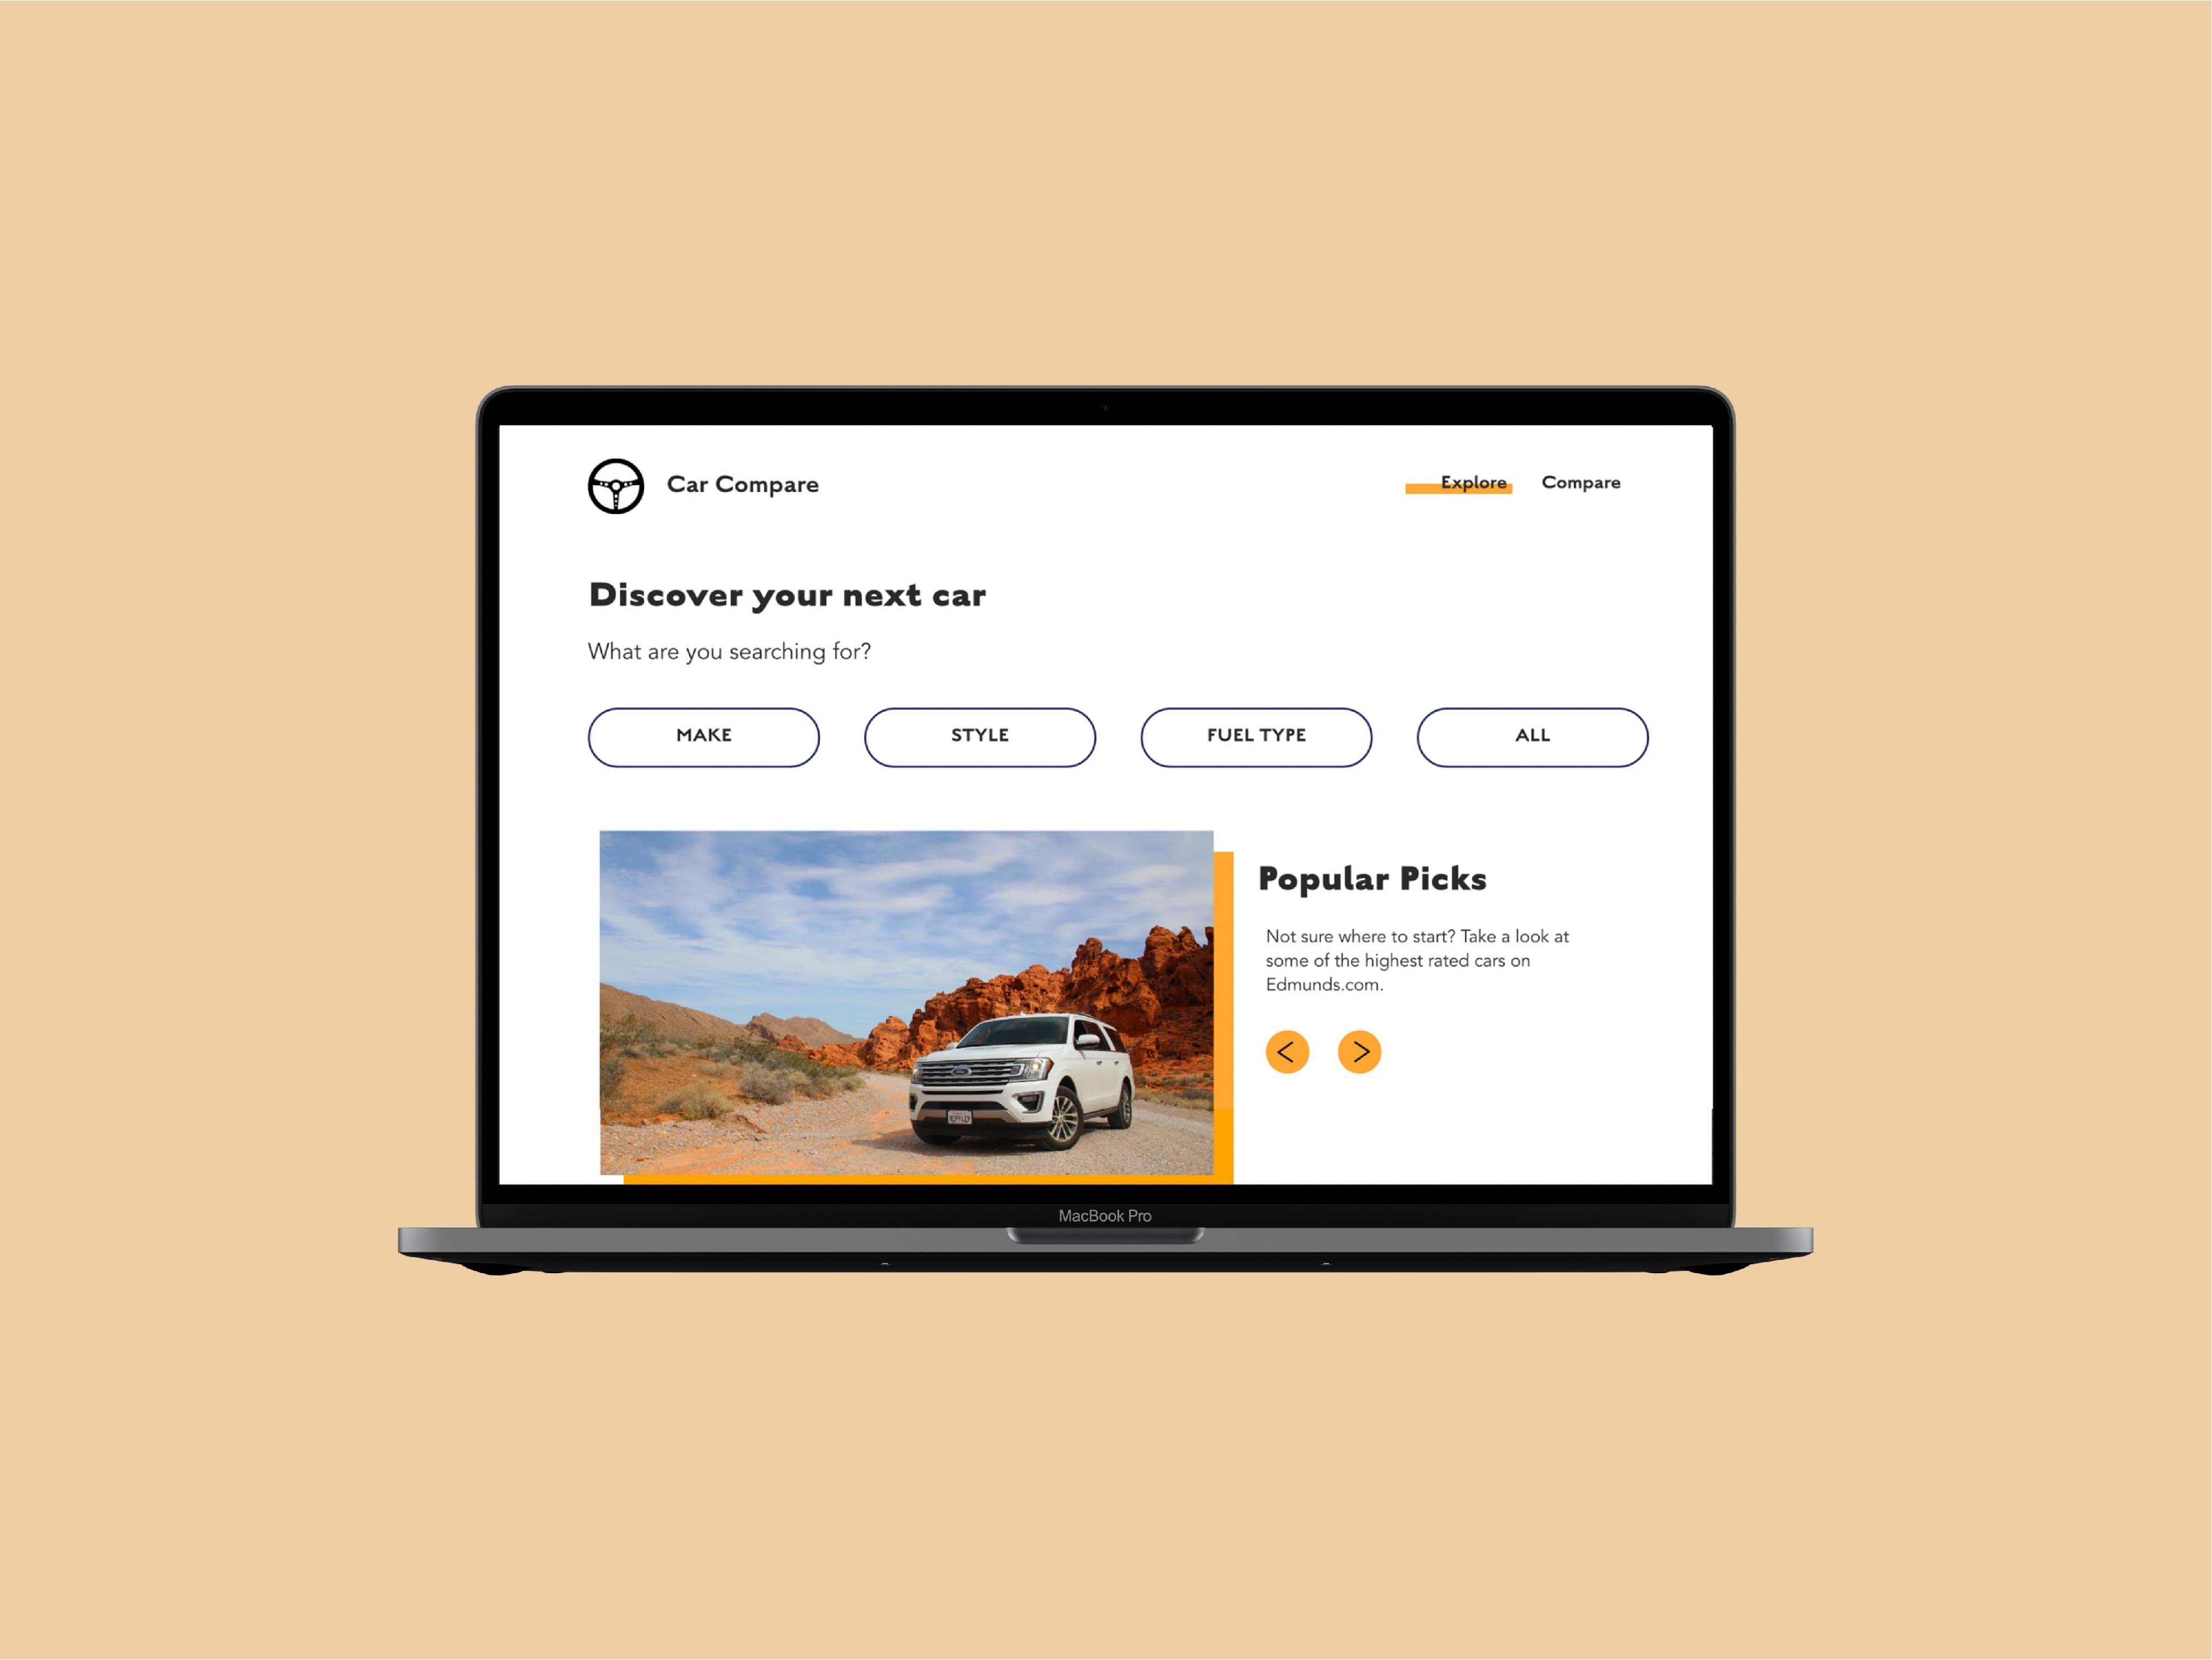 Car Compare
Explore
Compare
Discover your next car
What are you searching for?
MAKE
STYLE
FUEL TYPE
ALL
Popular Picks
Not sure where to start? Take a look at
some of the highest rated cars on
Edmunds.com.
MacBook Pro